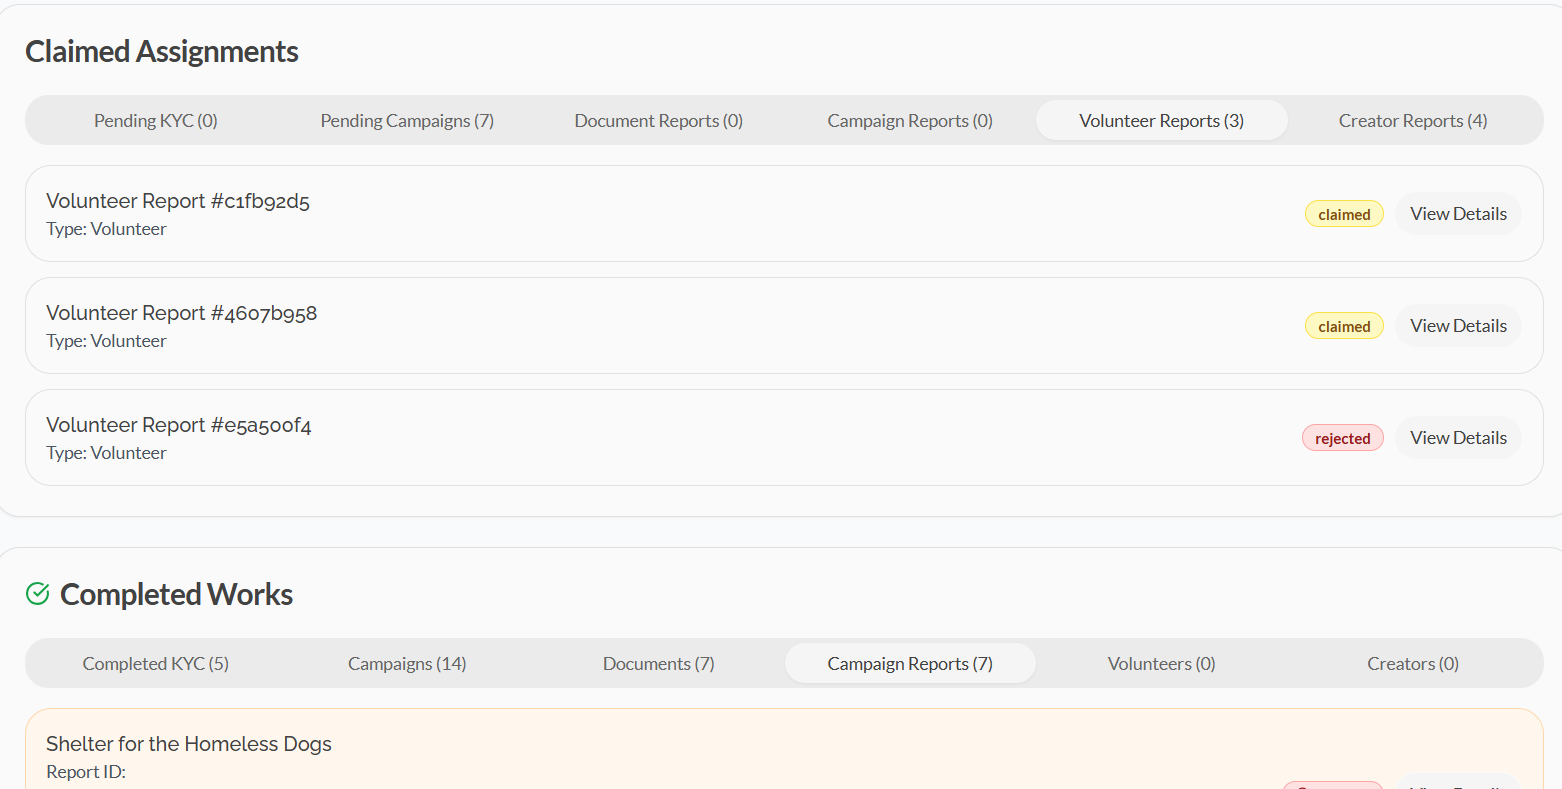 Claimed Assignments
Pending KYC (0) Pending Campaigns (7) Document Reports (0) Campaign Reports (0) Volunteer Reports (3) Creator Reports (4)
Volunteer Report #c1fb92d5
Type: Volunteer
claimed View Details
Volunteer Report #4607b958
Type: Volunteer
claimed View Details
Volunteer Report #e5a500f4
Type: Volunteer
rejected View Details
Completed Works
Completed KYC (5) Campaigns (14) Documents (7) Campaign Reports (7) Volunteers (0) Creators (0)
Shelter for the Homeless Dogs
Report ID: